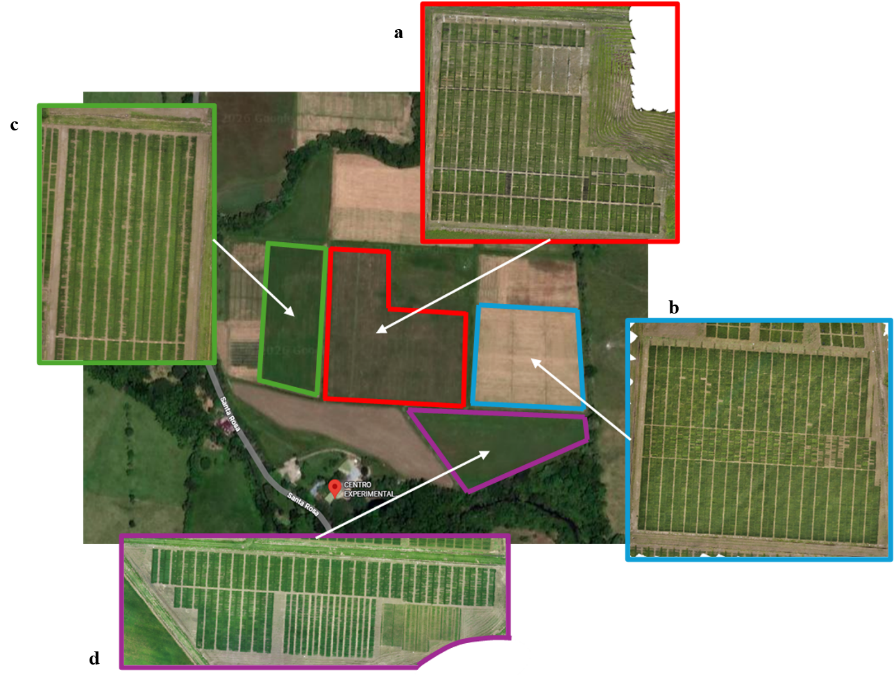 a
c
b
Santa Rosa
CENTRO
EXPERIMENTAL
Santa Rosa
d